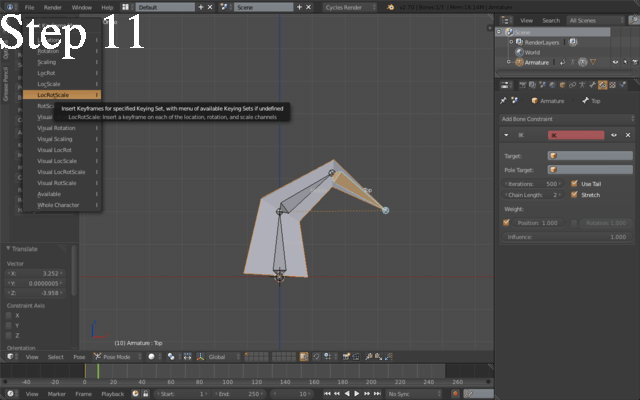 File
Render
Window
Help
Default
Scene
Cycles Render
Step 11
Rotation
Scaling
LocRot
LocScale
LocRotScale
Insert Keyframes for specified Keying Set, with menu of available Keying Sets if undefined
LocRotScale: Insert a keyframe on each of the location, rotation, and scale channels
Visual Rotation
Visual Scaling
Visual LocRot
Visual LocScale
Visual LocRotScale
Visual RotScale
Available
Whole Character
Grease Pencil
Translate
Vector
X: 3.252
Y: 0.0000005
Z: -3.958
Constraint Axis
X
Y
Z
Orientation
Top
(10) Armature : Top
View Select Pose Pose Mode Global
-40 -20 0 20 40 60 80 100 120 140 160 180 200 220 240 260
View Marker Frame Playback Start: 1 End: 250 10 No Sync
View Search All Scenes
Scene
RenderLayers
World
Armature
Armature Top
Add Bone Constraint
IK
Target:
Pole Target:
Iterations: 500 Use Tail
Chain Length: 2 Stretch
Weight:
Position: 1.000 Rotation: 1.000
Influence: 1.000